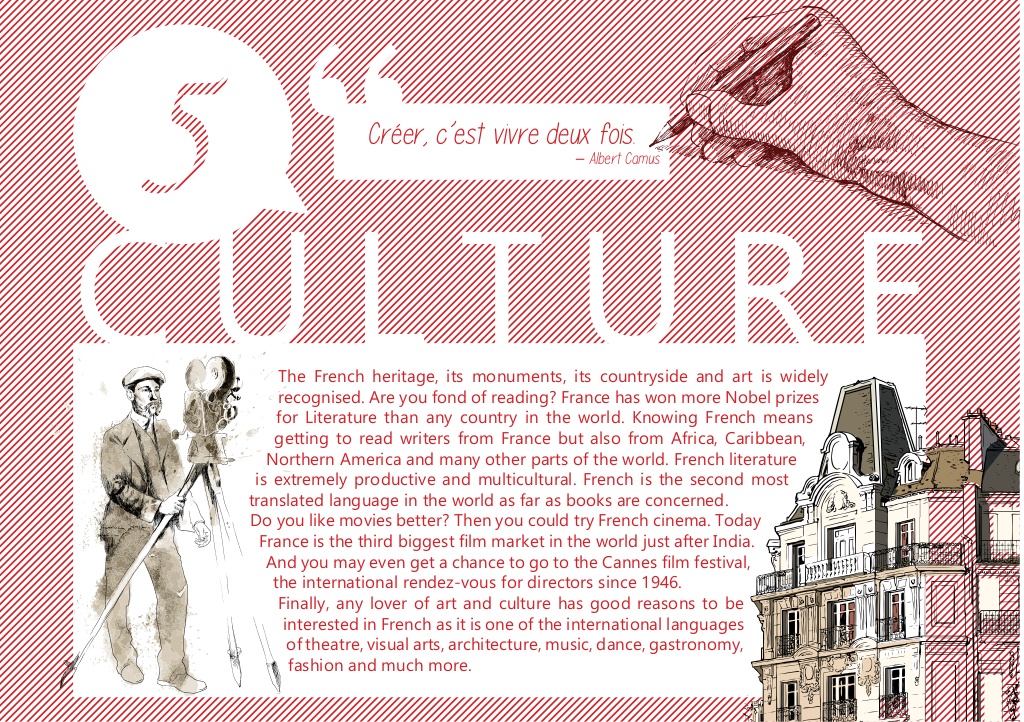 5
“
Créer, c’est vivre deux fois.
– Albert Camus
CULTURE
The French heritage, its monuments, its countryside and art is widely
recognised. Are you fond of reading? France has won more Nobel prizes
for Literature than any country in the world. Knowing French means
getting to read writers from France but also from Africa, Caribbean,
Northern America and many other parts of the world. French literature
is extremely productive and multicultural. French is the second most
translated language in the world as far as books are concerned.
Do you like movies better? Then you could try French cinema. Today
France is the third biggest film market in the world just after India.
And you may even get a chance to go to the Cannes film festival,
the international rendez-vous for directors since 1946.
Finally, any lover of art and culture has good reasons to be
interested in French as it is one of the international languages
of theatre, visual arts, architecture, music, dance, gastronomy,
fashion and much more.